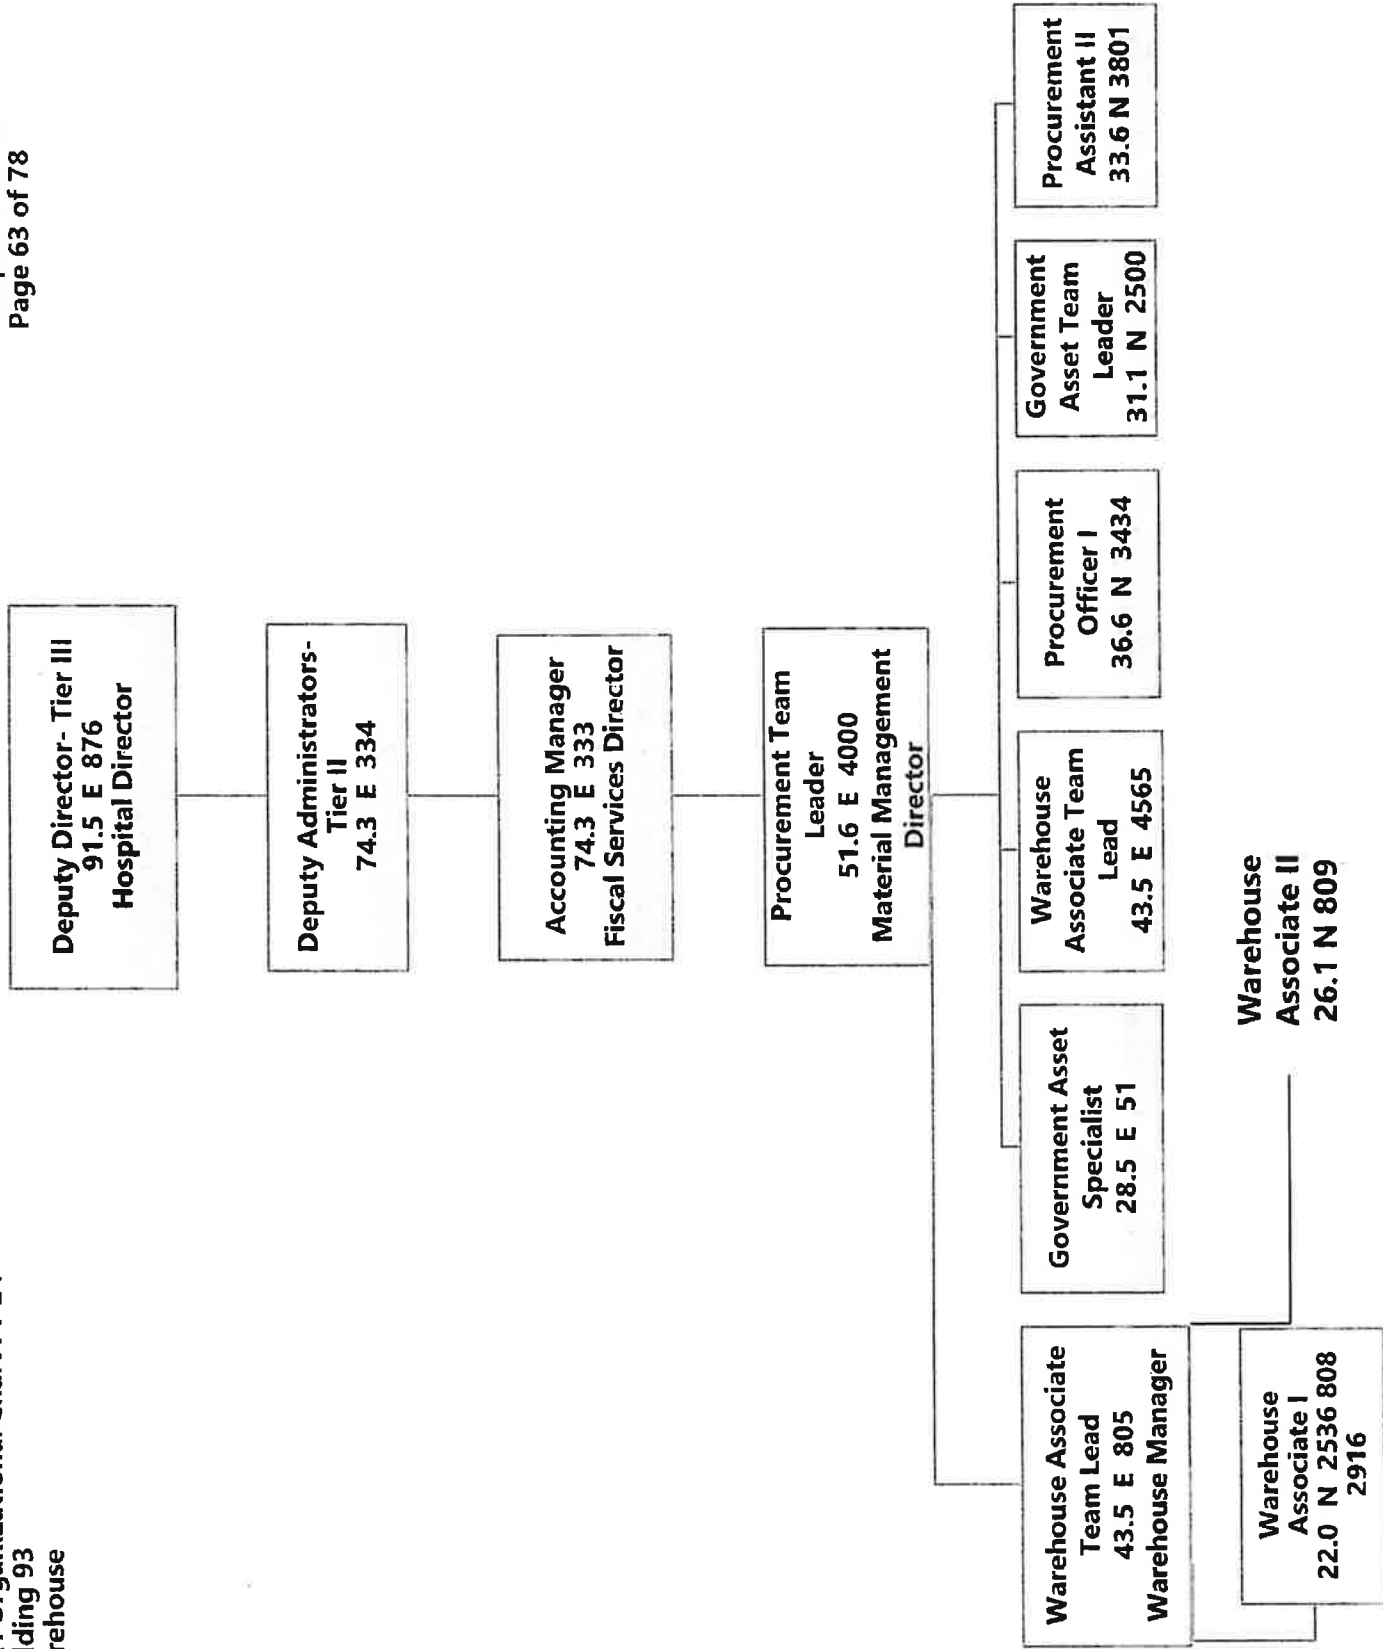 Organizational
lding 93
rehouse
Page 63 of 78
Deputy Director- Tier III
91.5 E 876
Hospital Director
Deputy Administrators-
Tier II
74.3 E 334
Accounting Manager
74.3 E 333
Fiscal Services Director
Procurement Team
Leader
51.6 E 4000
Material Management
Director
Warehouse Associate
Team Lead
43.5 E 805
Warehouse Manager
Government Asset
Specialist
28.5 E 51
Warehouse
Associate Team
Lead
43.5 E 4565
Procurement
Officer I
36.6 N 3434
Government
Asset Team
Leader
31.1 N 2500
Procurement
Assistant II
33.6 N 3801
Warehouse
Associate I
22.0 N 2536 808
2916
Warehouse
Associate II
26.1 N 809